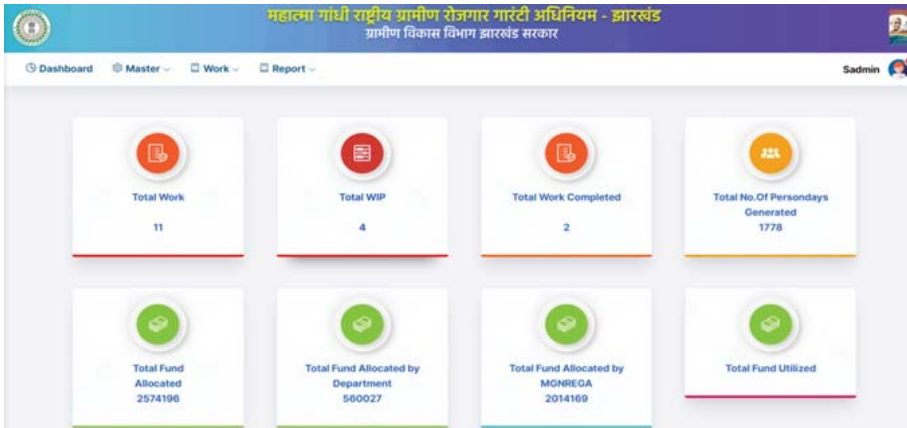 महात्मा गांधी राष्ट्रीय ग्रामीण रोजगार गारंटी अधिनियम - झारखंड
ग्रामीण विकास विभाग झारखंड सरकार
Dashboard Master Work Report Sadmin
Total Work
11
Total WIP
4
Total Work Completed
2
Total No.Of Persondays
Generated
1778
Total Fund
Allocated
2574196
Total Fund Allocated by
Department
560027
Total Fund Allocated by
MGNREGA
2014169
Total Fund Utilized